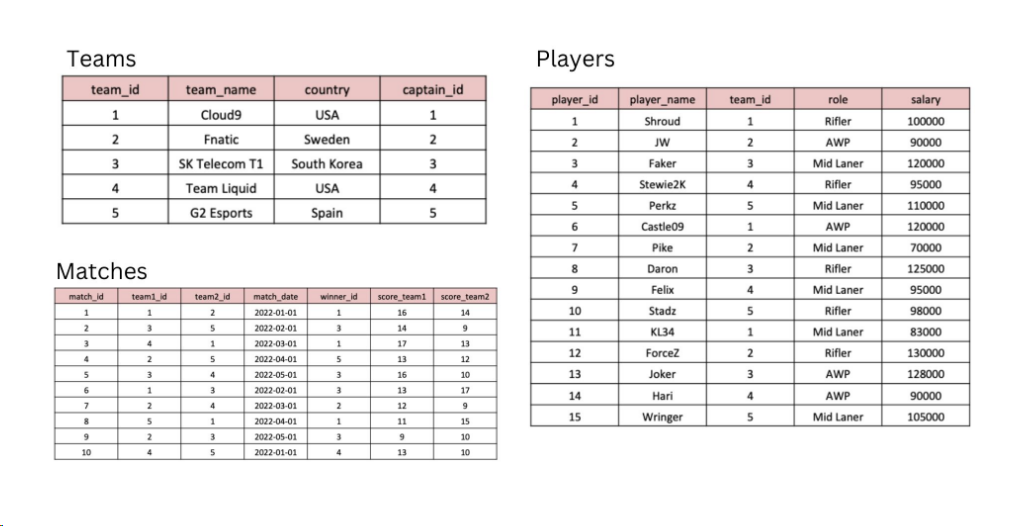 Teams
team_id team_name country captain_id
1 Cloud9 USA 1
2 Fnatic Sweden 2
3 SK Telecom T1 South Korea 3
4 Team Liquid USA 4
5 G2 Esports Spain 5
Matches
match_id team1_id team2_id match_date winner_id score_team1 score_team2
1 1 2 2022-01-01 1 16 14
2 3 5 2022-02-01 3 14 9
3 4 1 2022-03-01 1 17 13
4 2 5 2022-04-01 5 13 12
5 3 4 2022-05-01 3 16 10
6 1 3 2022-02-01 3 13 17
7 2 4 2022-03-01 2 12 9
8 5 1 2022-04-01 1 11 15
9 2 3 2022-05-01 3 9 10
10 4 5 2022-01-01 4 13 10
Players
player_id player_name team_id role salary
1 Shroud 1 Rifler 100000
2 JW 2 AWP 90000
3 Faker 3 Mid Laner 120000
4 Stewie2K 4 Rifler 95000
5 Perkz 5 Mid Laner 110000
6 Castle09 1 AWP 120000
7 Pike 2 Mid Laner 70000
8 Daron 3 Rifler 125000
9 Felix 4 Mid Laner 95000
10 Stadz 5 Rifler 98000
11 KL34 1 Mid Laner 83000
12 ForceZ 2 Rifler 130000
13 Joker 3 AWP 128000
14 Hari 4 AWP 90000
15 Wringer 5 Mid Laner 105000